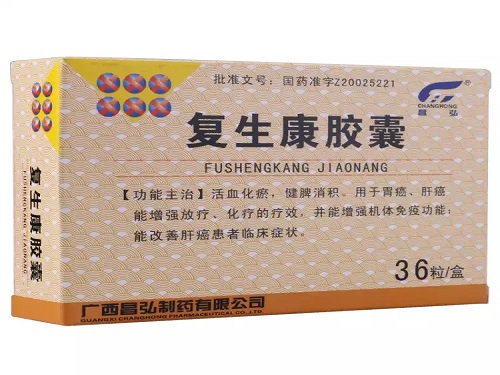 批准文号：国药准字Z20025221
CHANGHONG
昌弘
®
复生康胶囊
FUSHENGKANG JIAONANG
【功能主治】活血化瘀，健脾消积。用于胃癌、肝癌
能增强放疗、化疗的疗效，并能增强机体免疫功能；
能改善肝癌患者临床症状。
36粒/盒
广西昌弘制药有限公司
GUANGXI CHANGHONG PHARMACEUTICAL CO., LTD
复生康胶囊